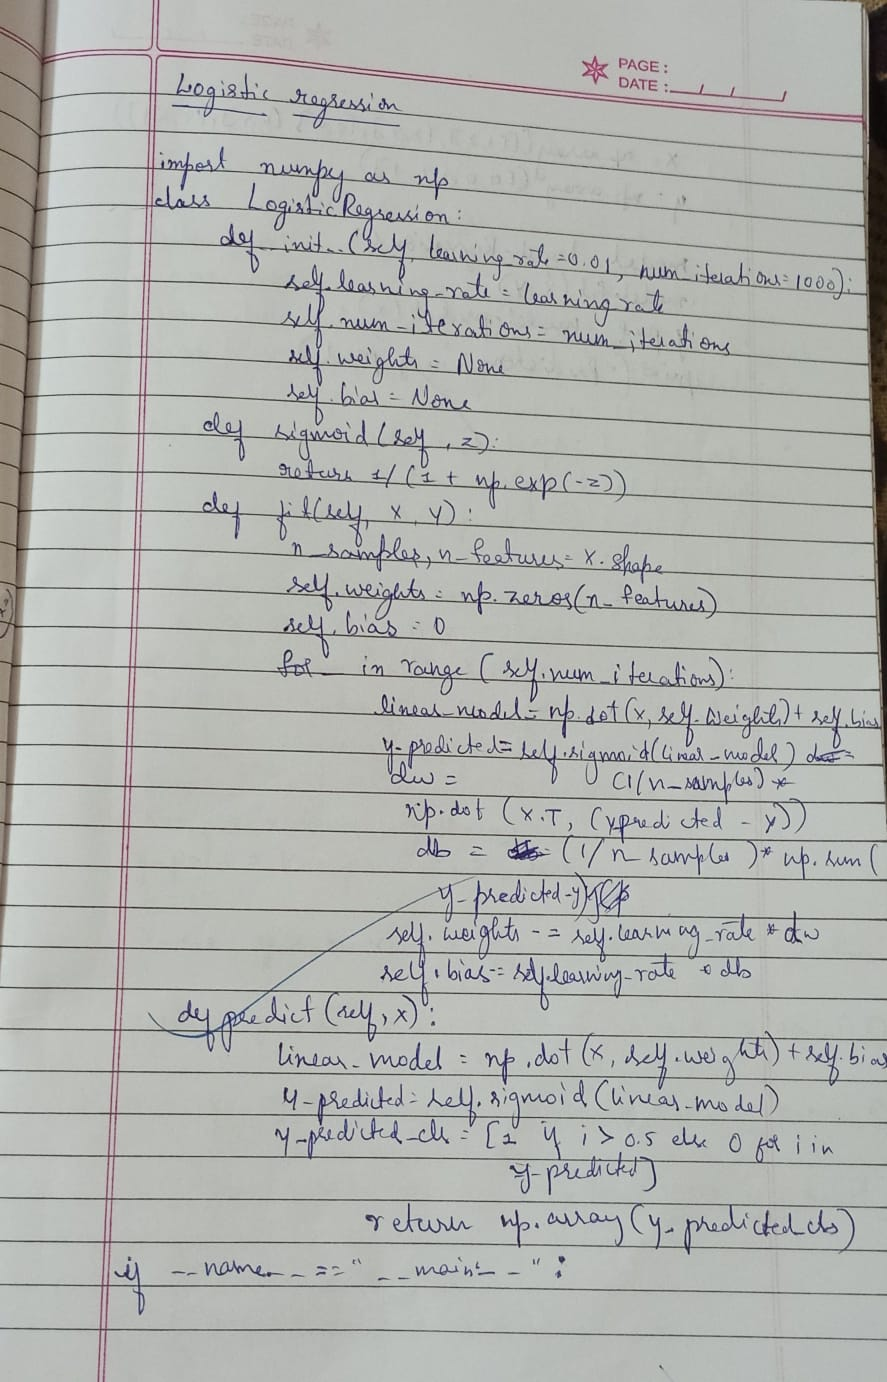 PAGE :
DATE :
Logistic regression
import numpy as np
class LogisticRegression:
def __init__(self, learning rate=0.01, num iterations=1000):
self.learning_rate = learning rate
self.num_iterations = num_iterations
self.weights = None
self.bias = None
def sigmoid(self, z):
return 1/(1 + np.exp(-z))
def fit(self, X, y):
n_samples, n_features = X.shape
self.weights = np.zeros(n_features)
self.bias = 0
for _ in range (self.num_iterations):
linear_model = np.dot(X, self.weights) + self.bias
y_predicted = self.sigmoid(linear_model)
dw = (1/n_samples) *
np.dot (X.T, (ypredicted - y))
db = (1/n samples) * np.sum(
y_predicted-y)
self.weights -= self.learning_rate * dw
self.bias -= self.learning_rate * db
def predict (self, x):
linear_model = np.dot(x, self.weights) + self.bias
y_predicted = self.sigmoid(linear_model)
y_predicted_cls = [1 if i > 0.5 else 0 for i in
y_predicted]
return np.array(y_predicted_cls)
if __name__ == "__main__":